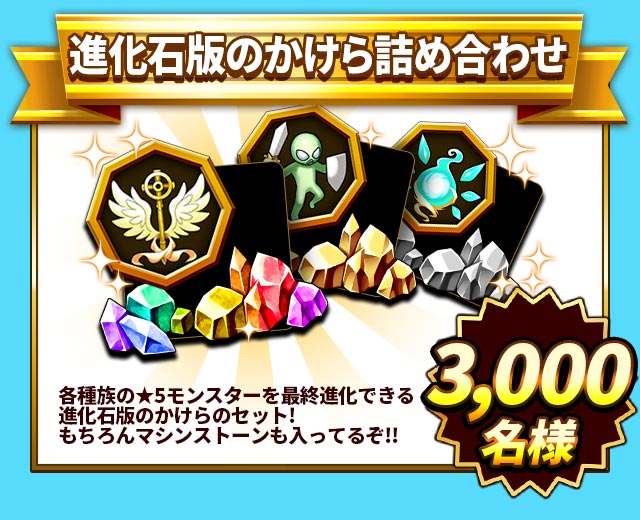 進化石版のかけら詰め合わせ
各種族の★5モンスターを最終進化できる
進化石版のかけらのセット!
もちろんマシンストーンも入ってるぞ!!
3,000
名様